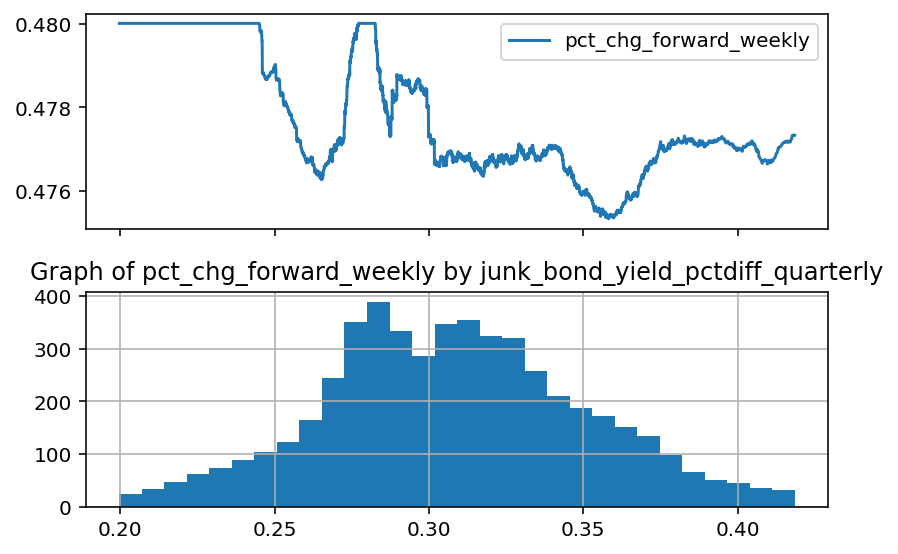 0.480
pct_chg_forward_weekly
0.478
0.476
Graph of pct_chg_forward_weekly by junk_bond_yield_pctdiff_quarterly
400
300
200
100
0
0.20 0.25 0.30 0.35 0.40